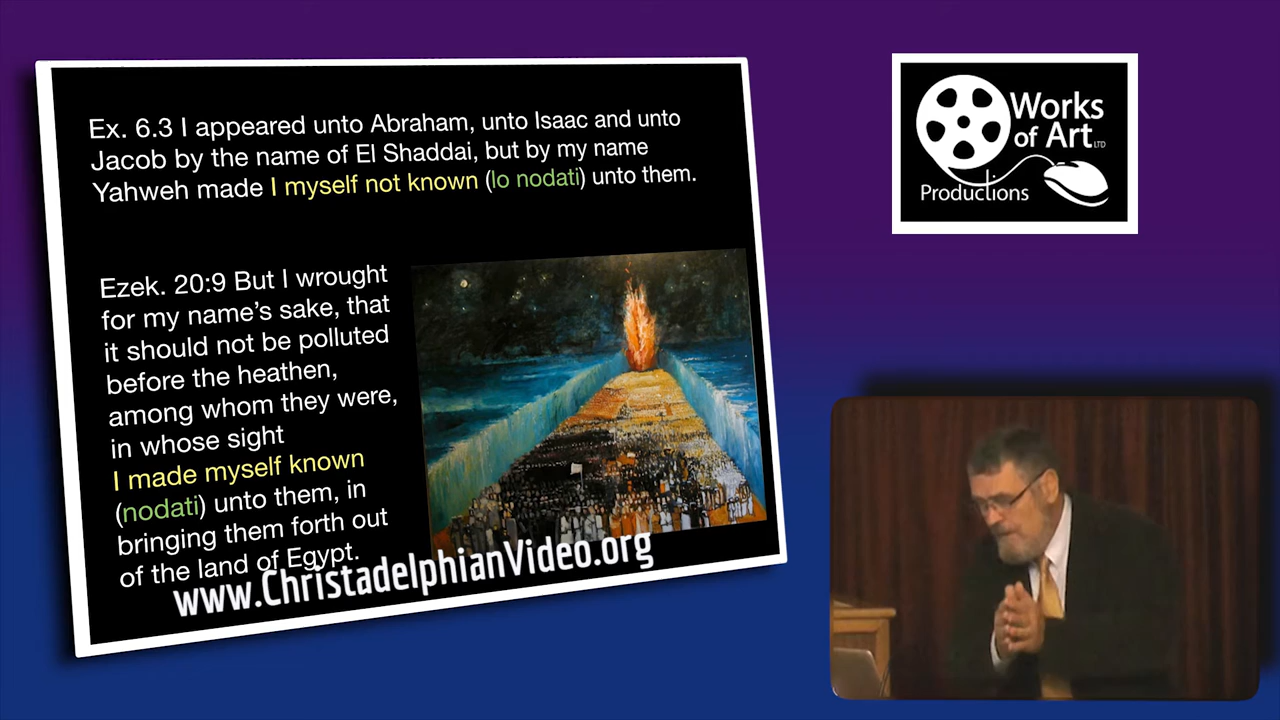 Ex. 6.3 I appeared unto Abraham, unto Isaac and unto
Jacob by the name of El Shaddai, but by my name
Yahweh made I myself not known (lo nodati) unto them.
Ezek. 20:9 But I wrought
for my name's sake, that
it should not be polluted
before the heathen,
among whom they were,
in whose sight
I made myself known
(nodati) unto them, in
bringing them forth out
of the land of Egypt.
www.ChristadelphianVideo.org
Works
of Art LTD
Productions